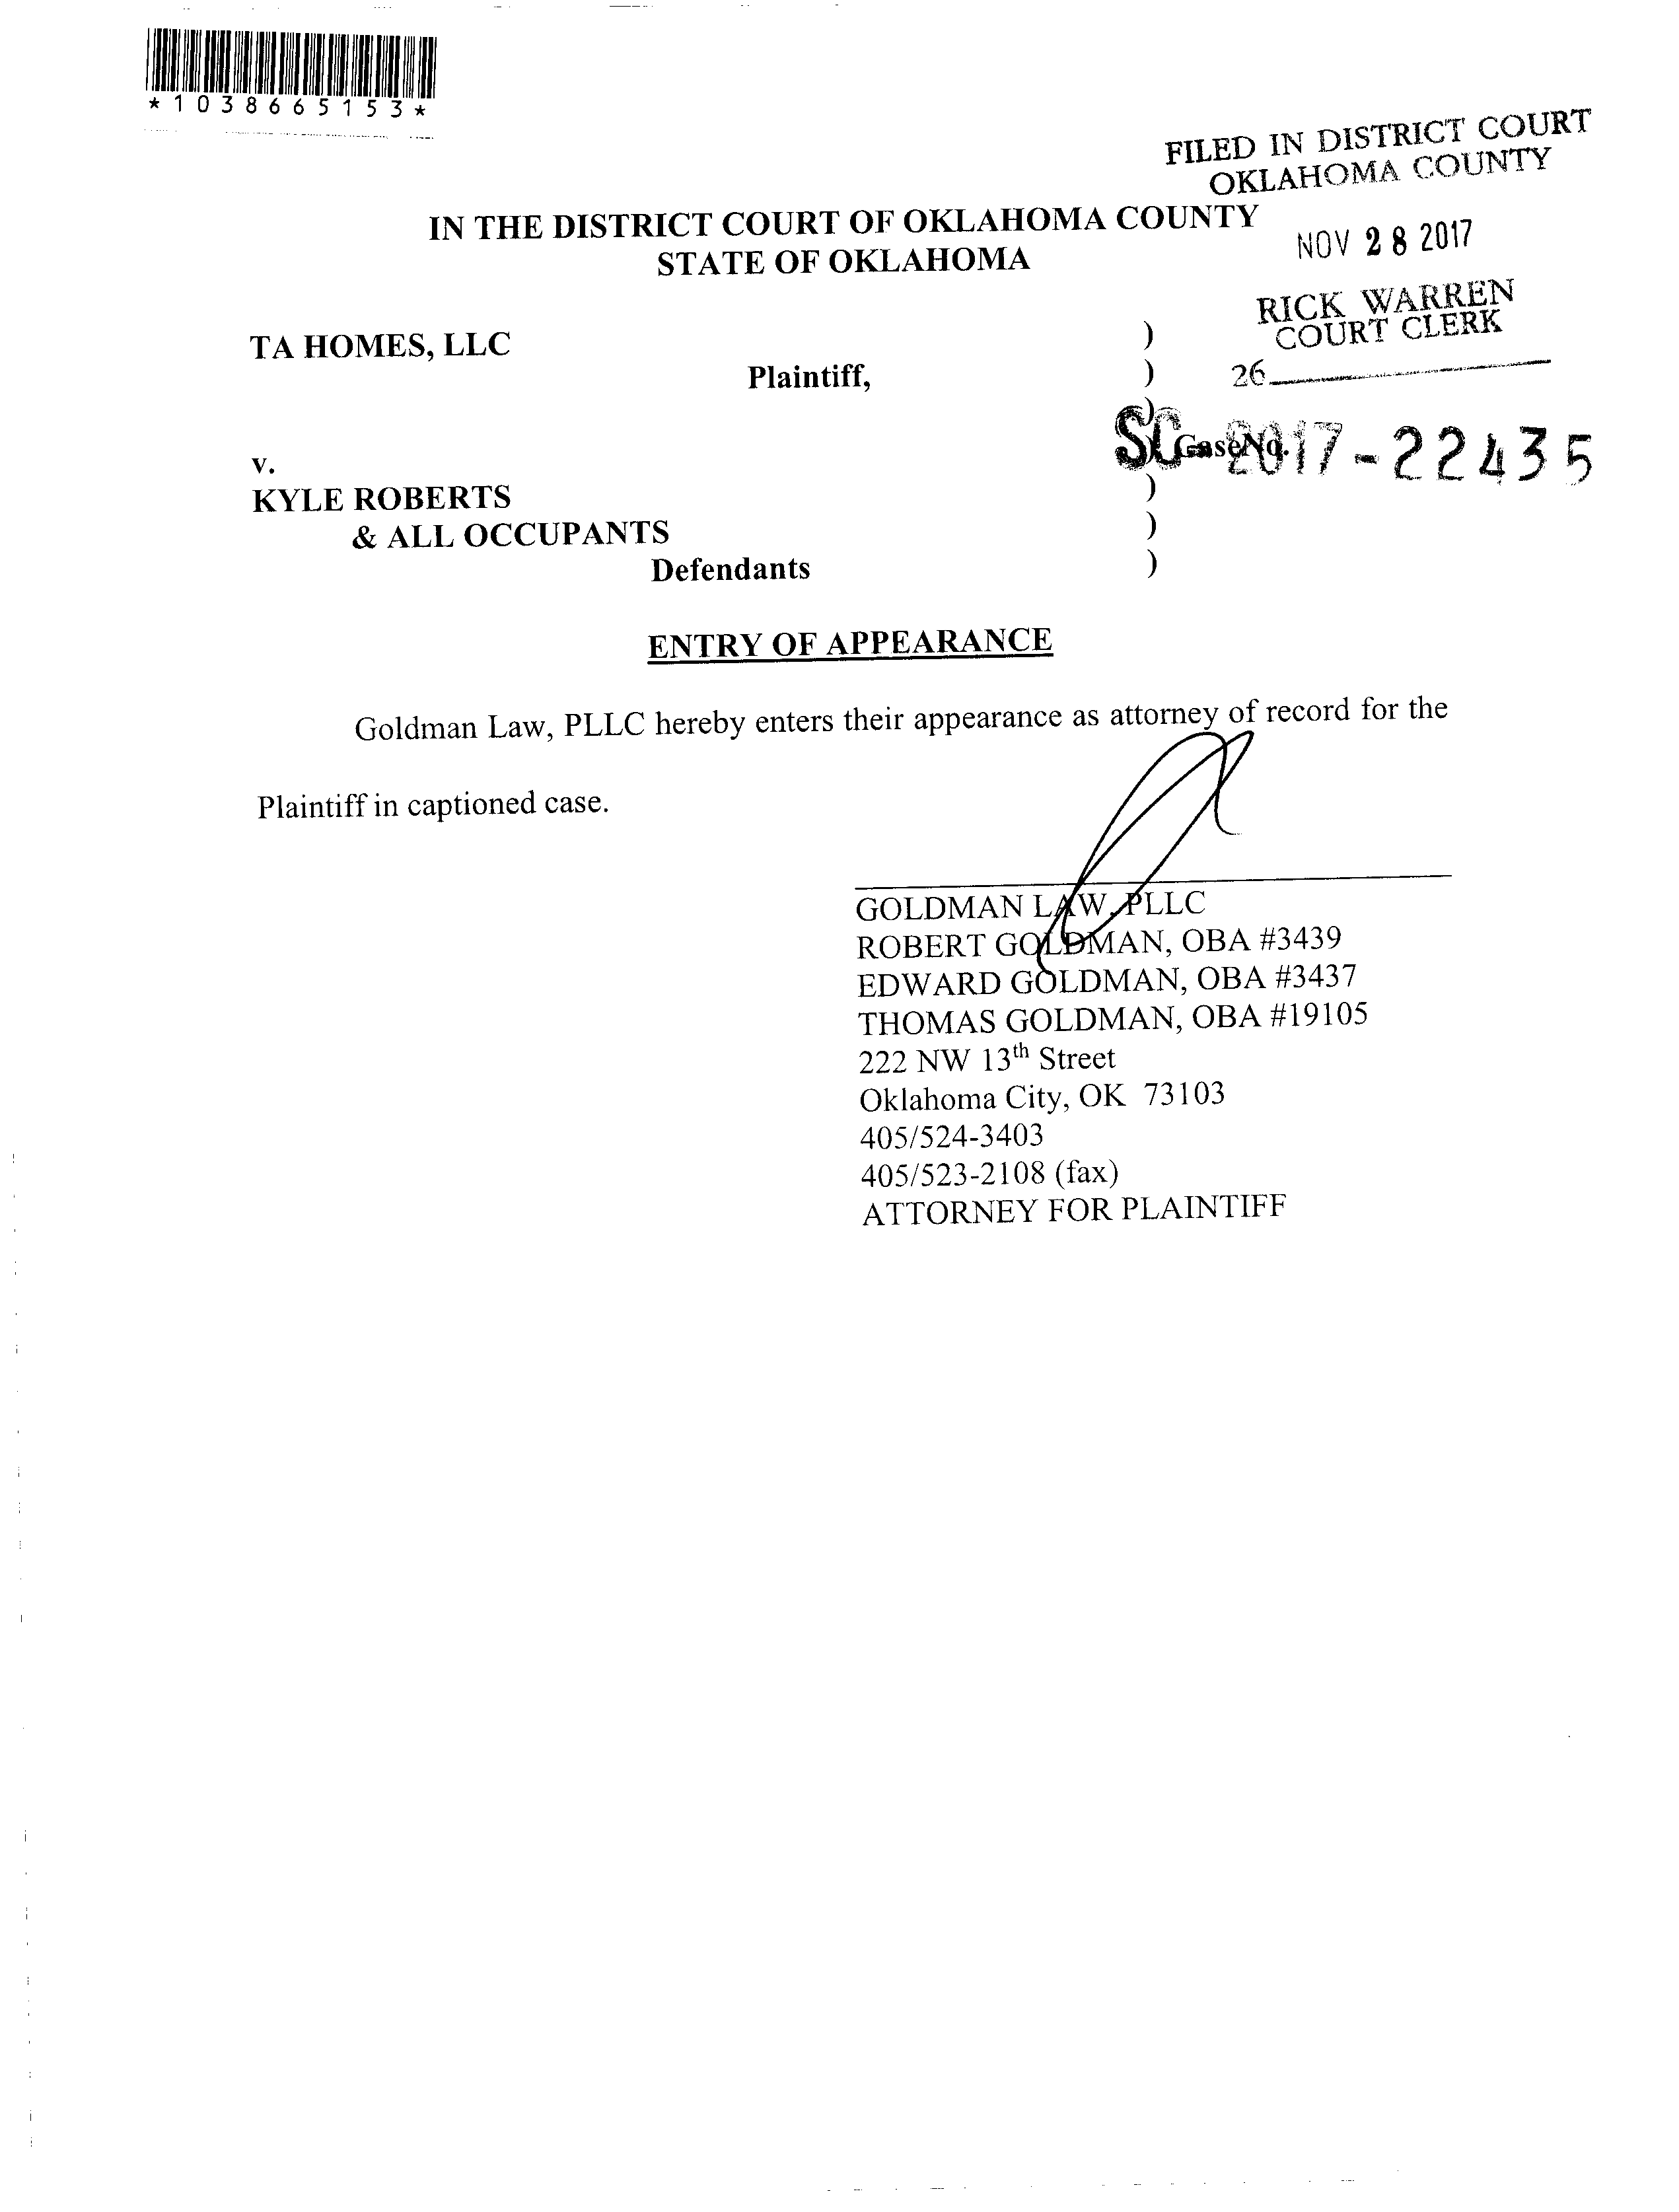 *1038665153*
FILED IN DISTRICT COURT
OKLAHOMA COUNTY
IN THE DISTRICT COURT OF OKLAHOMA COUNTY
STATE OF OKLAHOMA
NOV 28 2017
RICK WARREN
COURT CLERK
26
TA HOMES, LLC )
Plaintiff, )
)
v. ) Case No. SC-2017-22435
KYLE ROBERTS )
& ALL OCCUPANTS )
Defendants )
ENTRY OF APPEARANCE
Goldman Law, PLLC hereby enters their appearance as attorney of record for the
Plaintiff in captioned case.
GOLDMAN LAW, PLLC
ROBERT GOLDMAN, OBA #3439
EDWARD GOLDMAN, OBA #3437
THOMAS GOLDMAN, OBA #19105
222 NW 13th Street
Oklahoma City, OK 73103
405/524-3403
405/523-2108 (fax)
ATTORNEY FOR PLAINTIFF